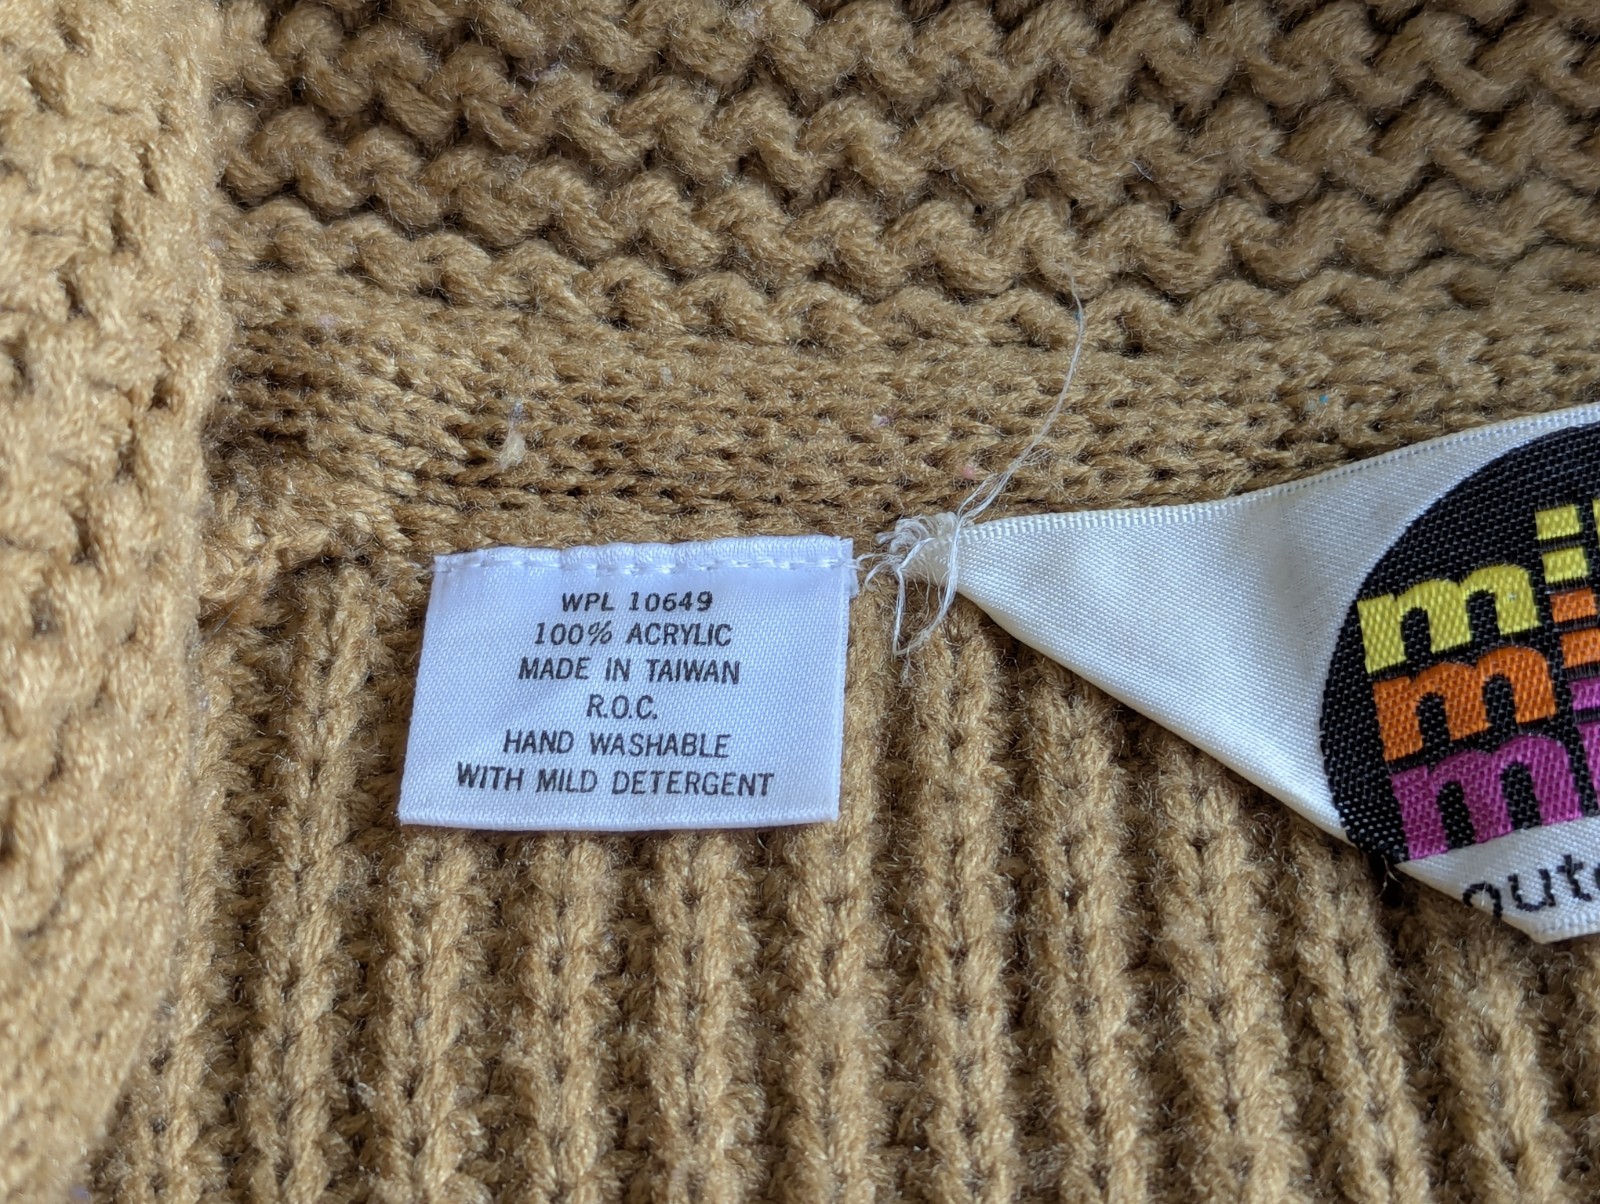 WPL 10649
100% ACRYLIC
MADE IN TAIWAN
R.O.C.
HAND WASHABLE
WITH MILD DETERGENT